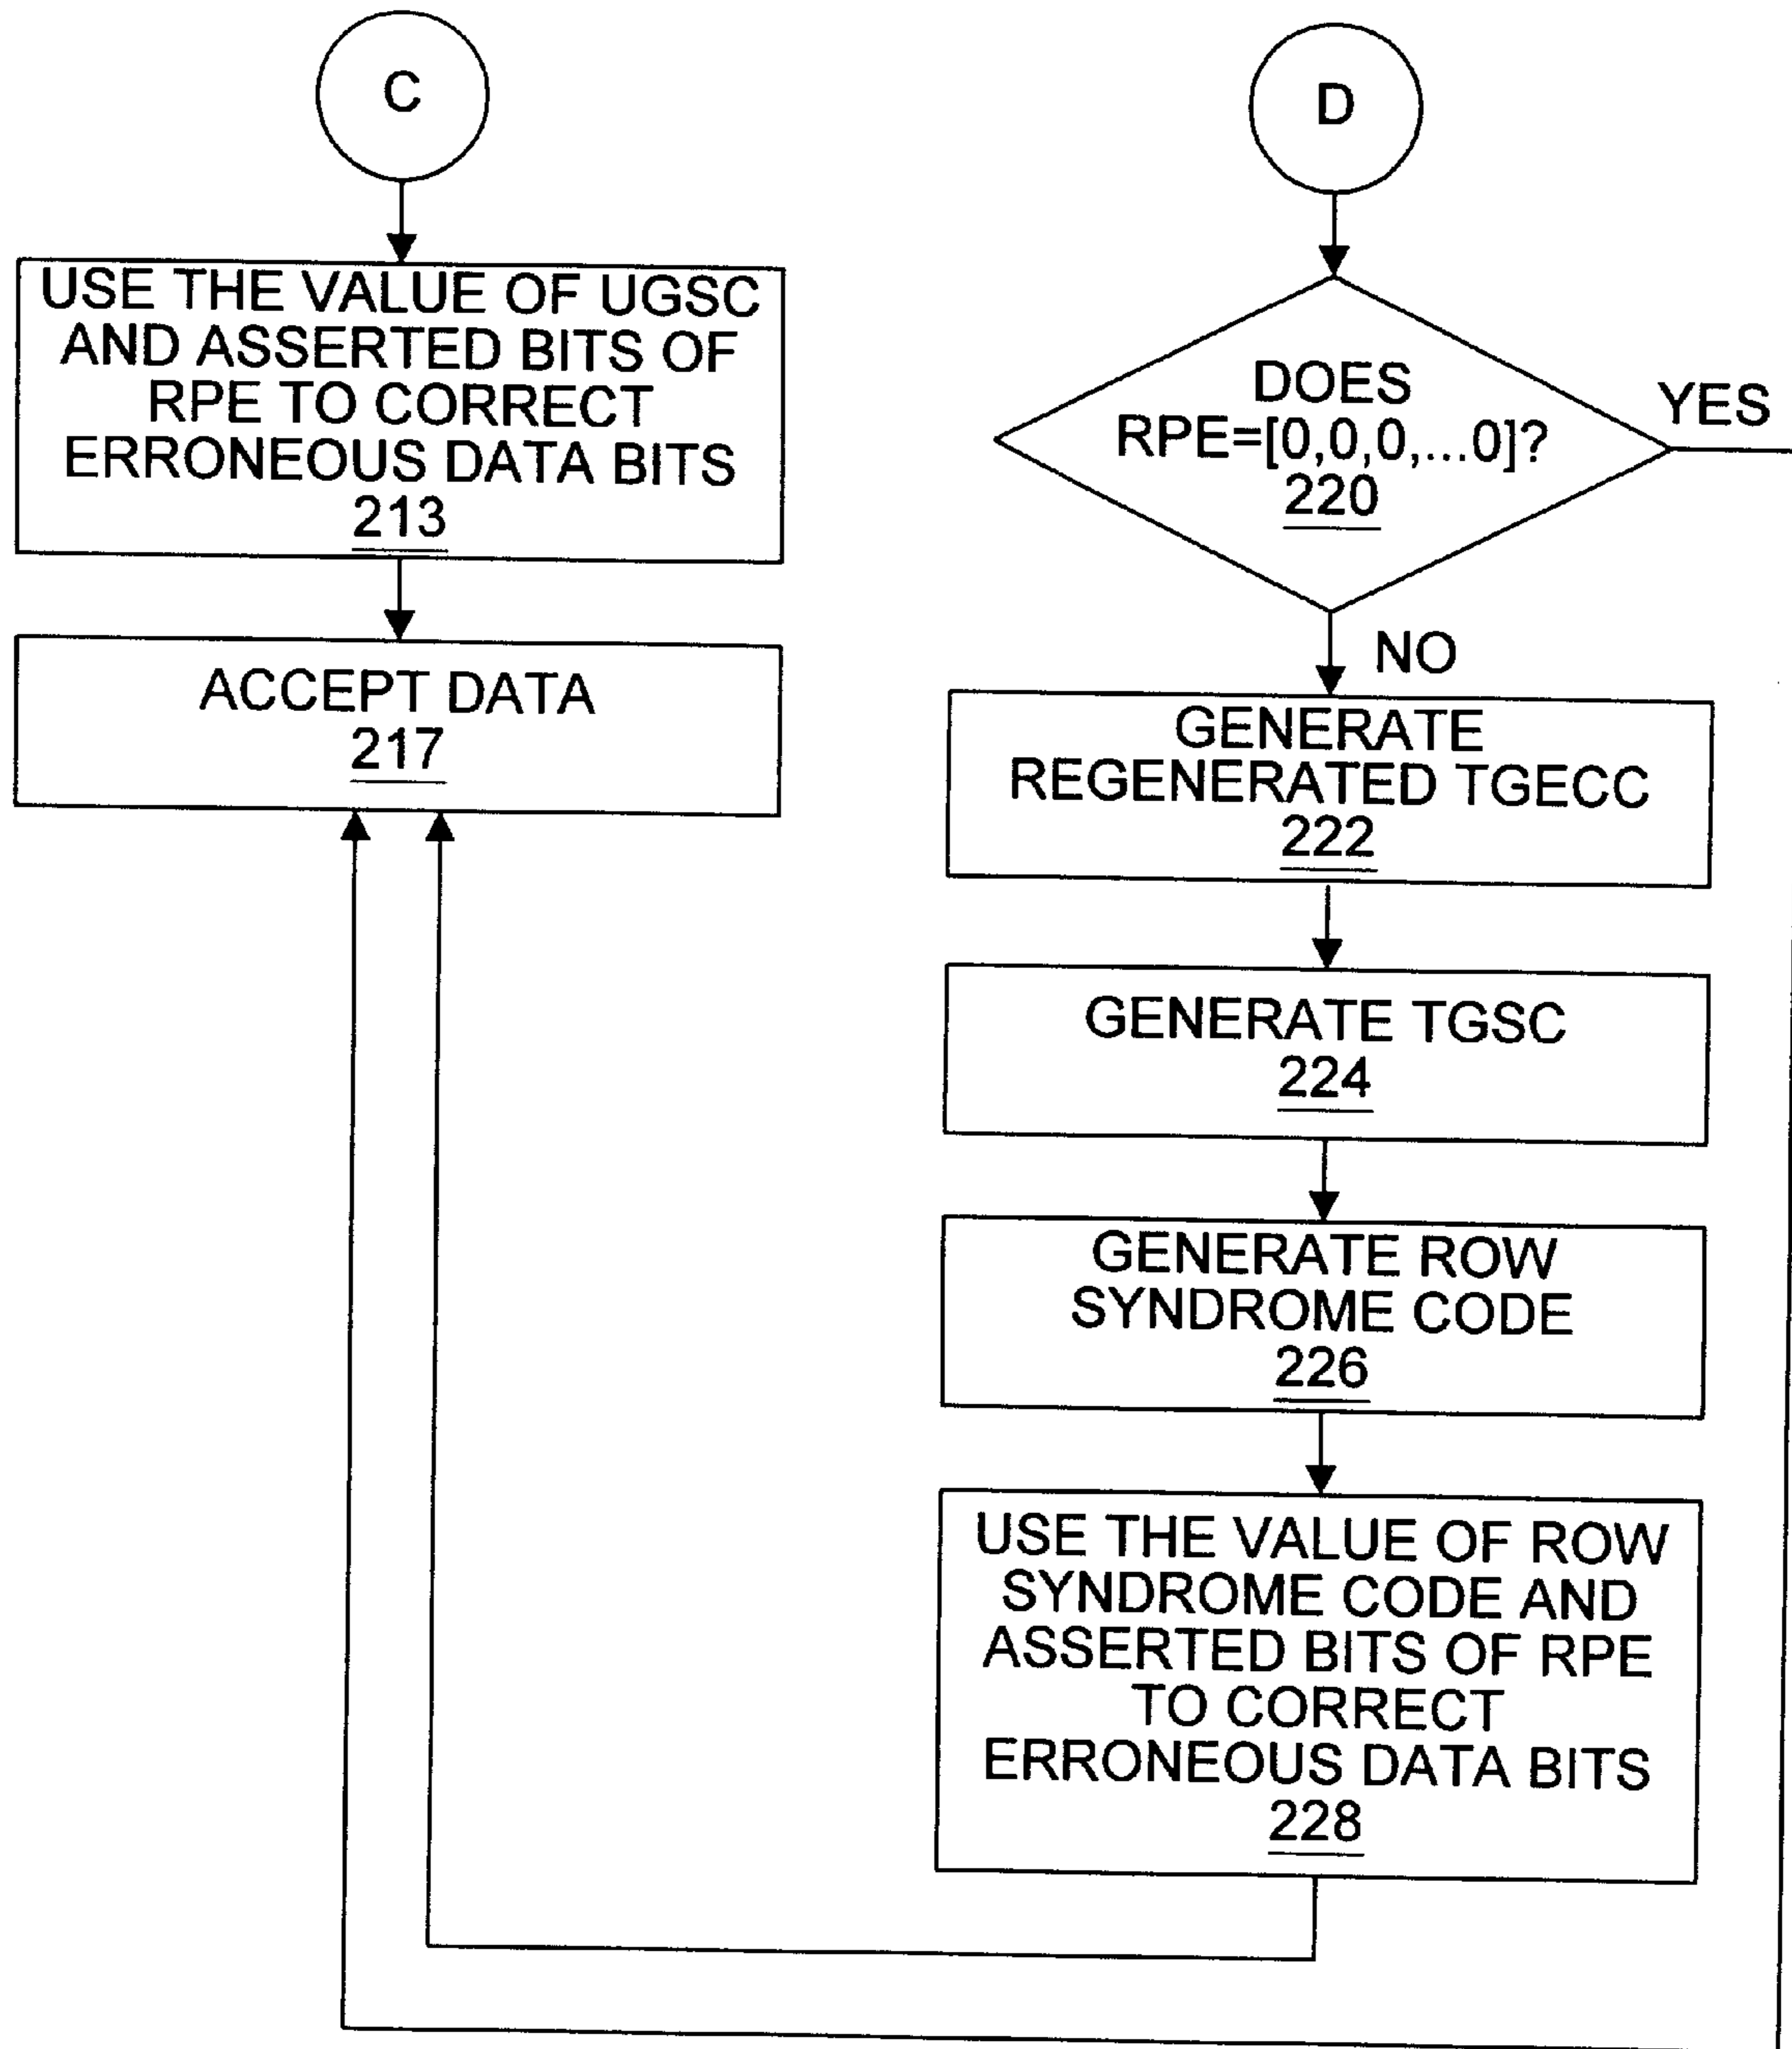 C
USE THE VALUE OF UGSC
AND ASSERTED BITS OF
RPE TO CORRECT
ERRONEOUS DATA BITS
213
ACCEPT DATA
217
D
DOES
RPE=[0,0,0,...0]?
220
YES
NO
GENERATE
REGENERATED TGECC
222
GENERATE TGSC
224
GENERATE ROW
SYNDROME CODE
226
USE THE VALUE OF ROW
SYNDROME CODE AND
ASSERTED BITS OF RPE
TO CORRECT
ERRONEOUS DATA BITS
228